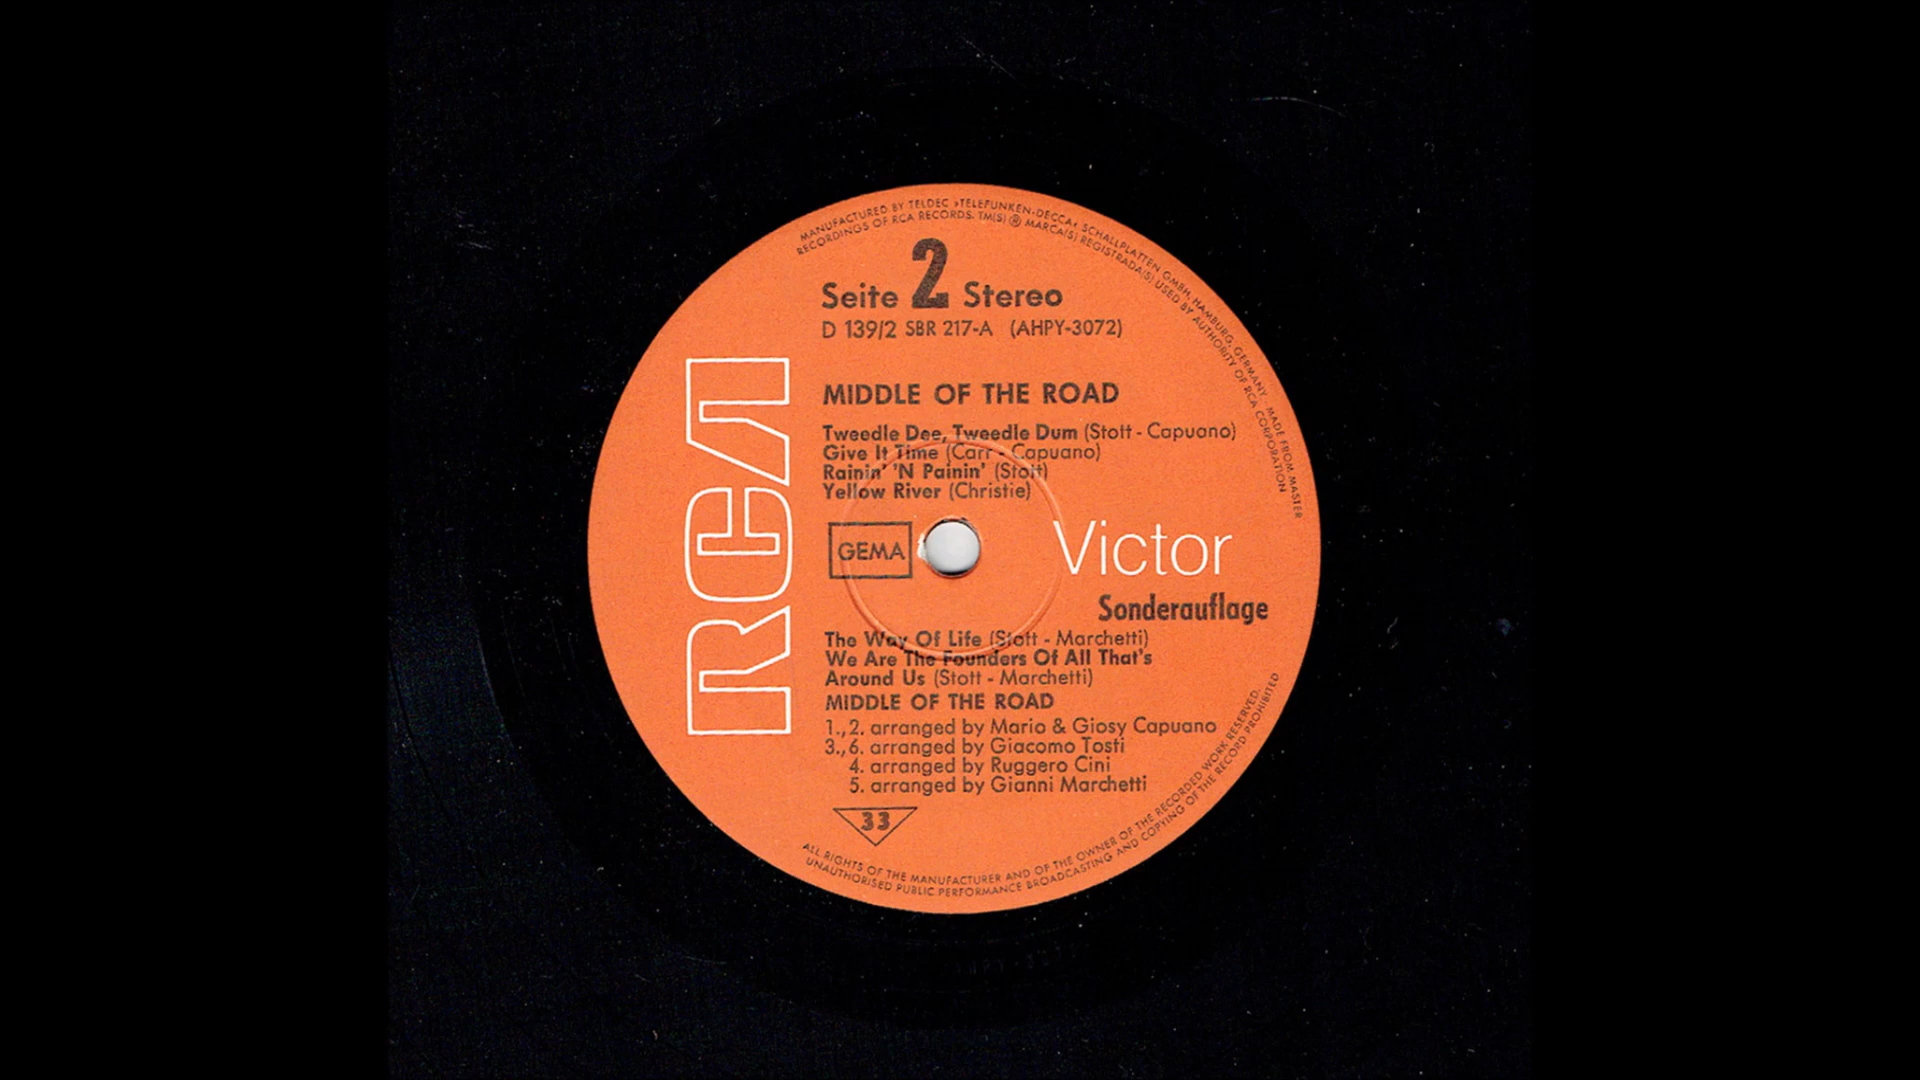 MANUFACTURED BY TELDEC »TELEFUNKEN-DECCA« SCHALLPLATTEN GMBH, HAMBURG, GERMANY · MADE FROM MASTER
RECORDINGS OF RCA RECORDS. TM(S) ® MARCA(S) REGISTRADA(S) USED BY AUTHORITY OF RCA CORPORATION
Seite 2 Stereo
D 139/2 SBR 217-A (AHPY-3072)
RCA
MIDDLE OF THE ROAD
Tweedle Dee, Tweedle Dum (Stott - Capuano)
Give It Time (Carr - Capuano)
Rainin' 'N Painin' (Stott)
Yellow River (Christie)
GEMA
Victor
Sonderauflage
The Way Of Life (Stott - Marchetti)
We Are The Founders Of All That's
Around Us (Stott - Marchetti)
MIDDLE OF THE ROAD
1., 2. arranged by Mario & Giosy Capuano
3., 6. arranged by Giacomo Tosti
4. arranged by Ruggero Cini
5. arranged by Gianni Marchetti
33
ALL RIGHTS OF THE MANUFACTURER AND OF THE OWNER OF THE RECORDED WORK RESERVED.
UNAUTHORISED PUBLIC PERFORMANCE BROADCASTING AND COPYING OF THE RECORD PROHIBITED